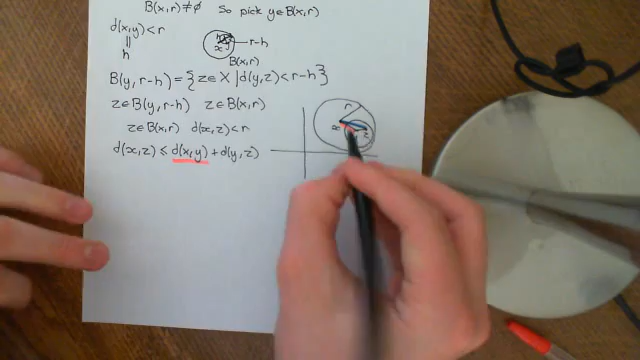 B(x,r) ≠ ∅ So pick y∈B(x,r)
d(x,y) < r
||
h
h
x y
r-h
B(x,r)
B(y,r-h) = {z∈X | d(y,z) < r-h}
z∈B(y,r-h) z∈B(x,r)
z∈B(x,r) d(x,z) < r
d(x,z) ≤ d(x,y) + d(y,z)
r
x
z